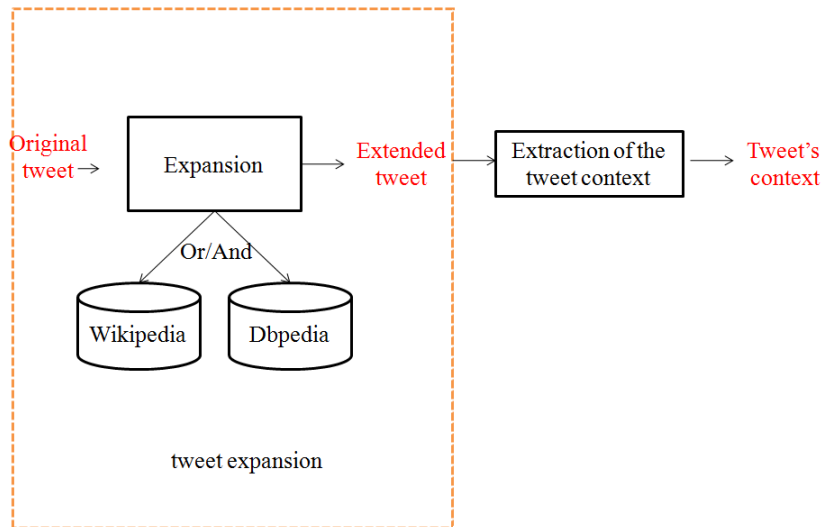 Original
tweet
Expansion
Extended
tweet
Extraction of the
tweet context
Tweet's
context
Or/And
Wikipedia
Dbpedia
tweet expansion